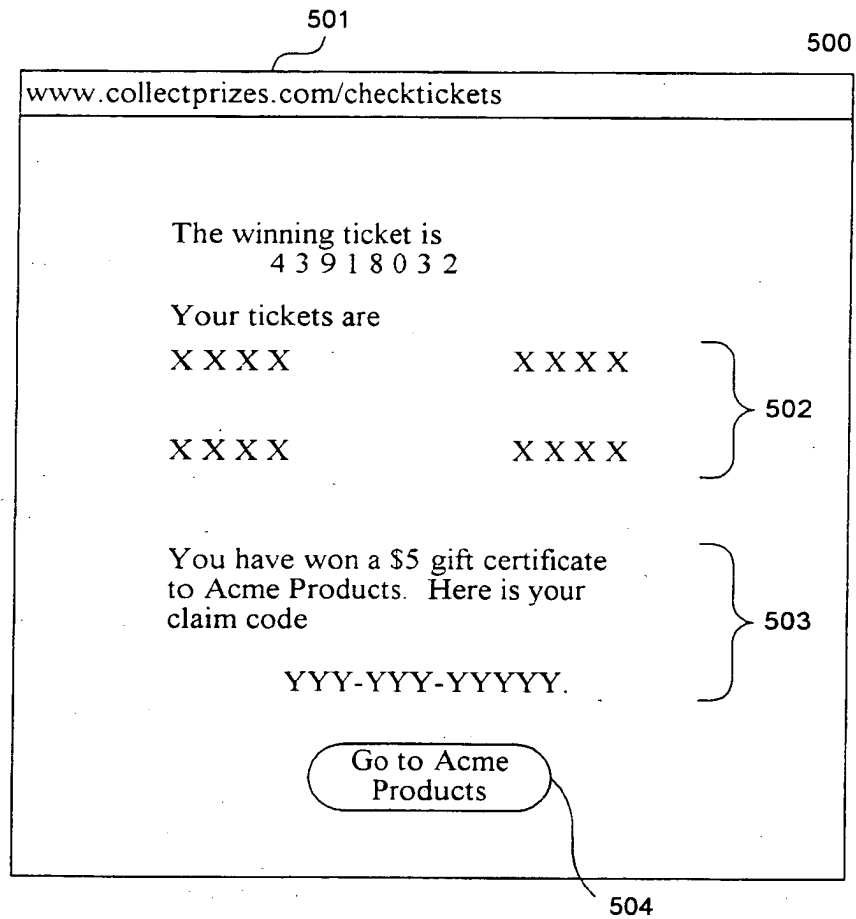 501
500
www.collectprizes.com/checktickets
The winning ticket is
4 3 9 1 8 0 3 2
Your tickets are
X X X X X X X X
502
X X X X X X X X
You have won a $5 gift certificate
to Acme Products. Here is your
claim code
503
YYY-YYY-YYYYY.
Go to Acme
Products
504